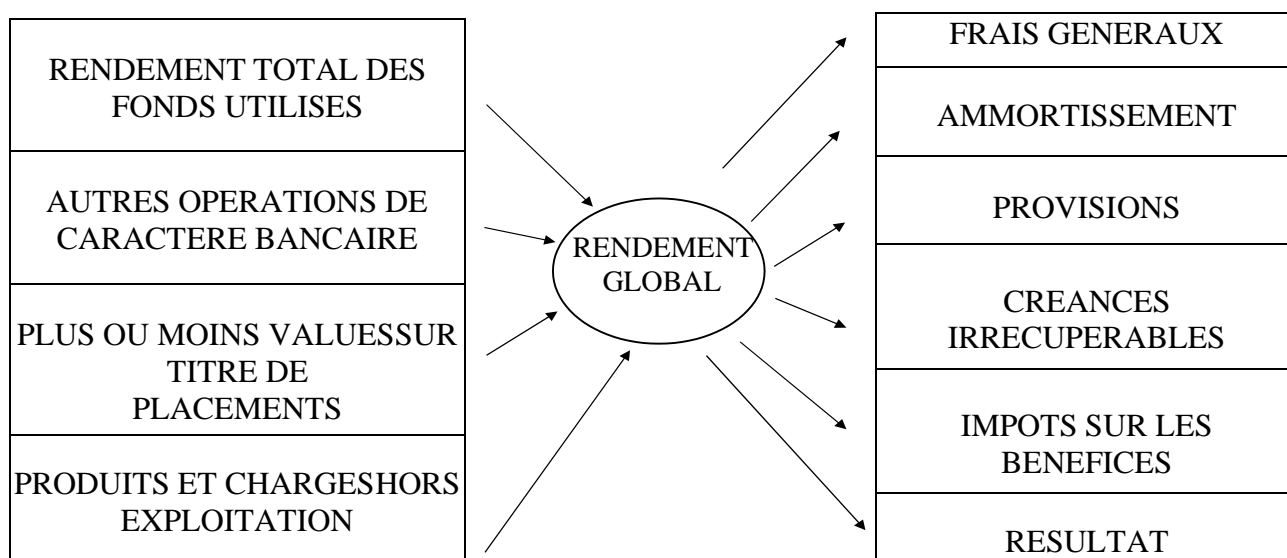 RENDEMENT TOTAL DES
FONDS UTILISES
AUTRES OPERATIONS DE
CARACTERE BANCAIRE
PLUS OU MOINS VALUESSUR
TITRE DE
PLACEMENTS
PRODUITS ET CHARGESHORS
EXPLOITATION
RENDEMENT
GLOBAL
FRAIS GENERAUX
AMMORTISSEMENT
PROVISIONS
CREANCES
IRRECUPERABLES
IMPOTS SUR LES
BENEFICES
RESULTAT